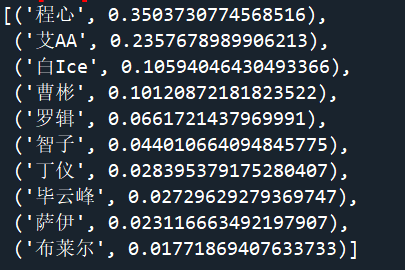 [('程心', 0.3503730774568516),
('艾AA', 0.2357678989906213),
('白Ice', 0.10594046430493366),
('曹彬', 0.10120872181823522),
('罗辑', 0.0661721437969991),
('智子', 0.044010664094845775),
('丁仪', 0.028395379175280407),
('毕云峰', 0.02729629279369747),
('萨伊', 0.023116663492197907),
('布莱尔', 0.01771869407633733)]